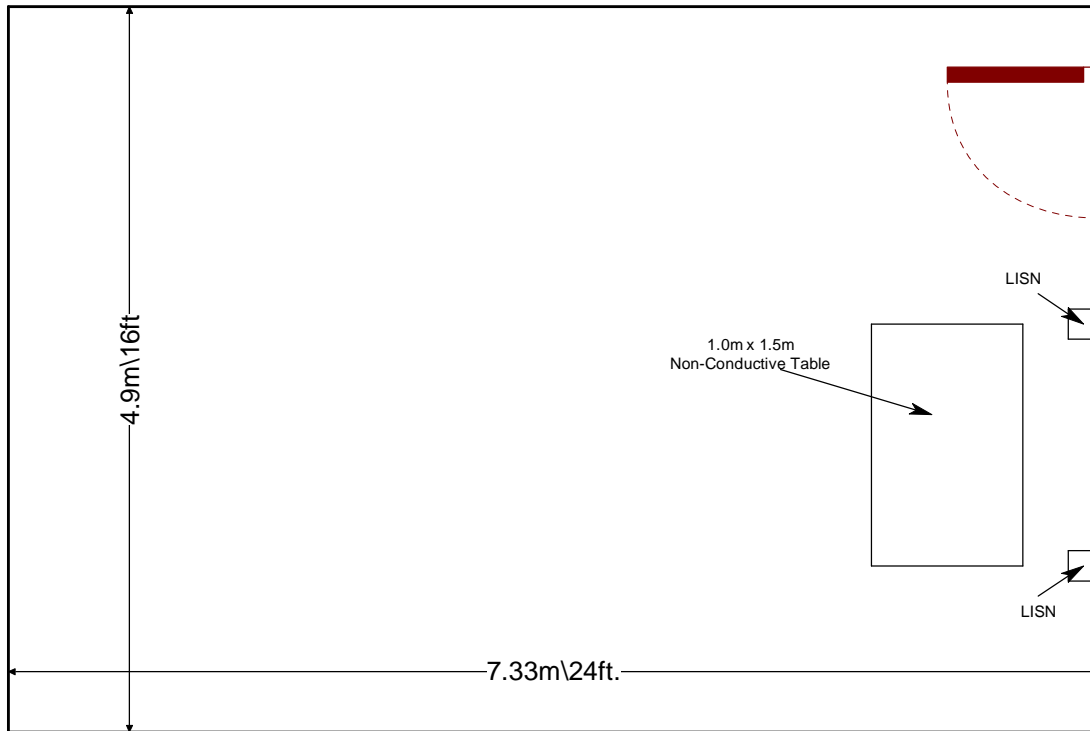 LISN
1.0m x 1.5m
Non-Conductive Table
4.9m\16ft
LISN
7.33m\24ft.